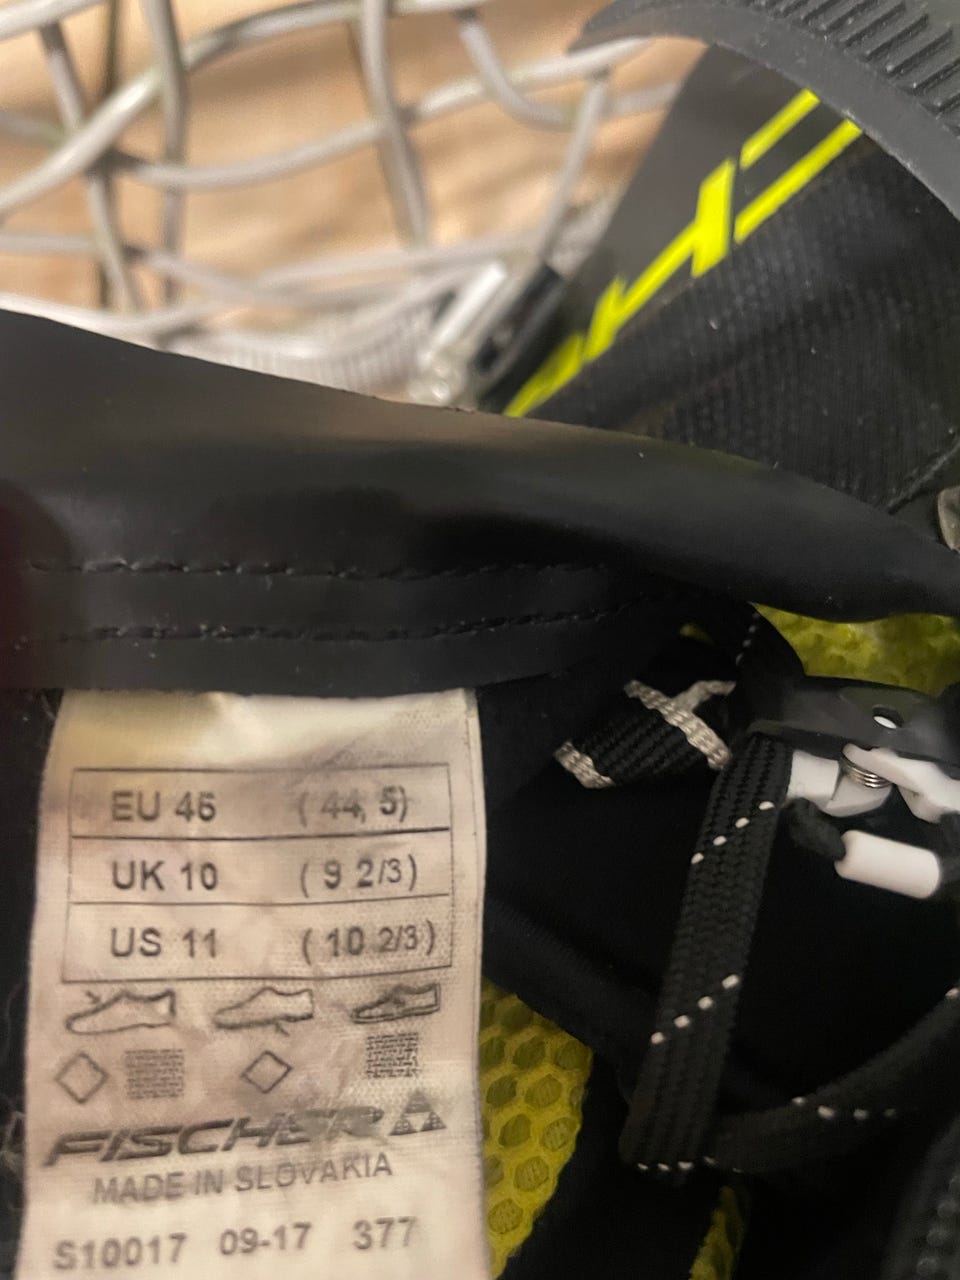 EU 45 ( 44, 5)
UK 10 ( 9 2/3 )
US 11 ( 10 2/3 )
FISCHER
MADE IN SLOVAKIA
S10017 09-17 377